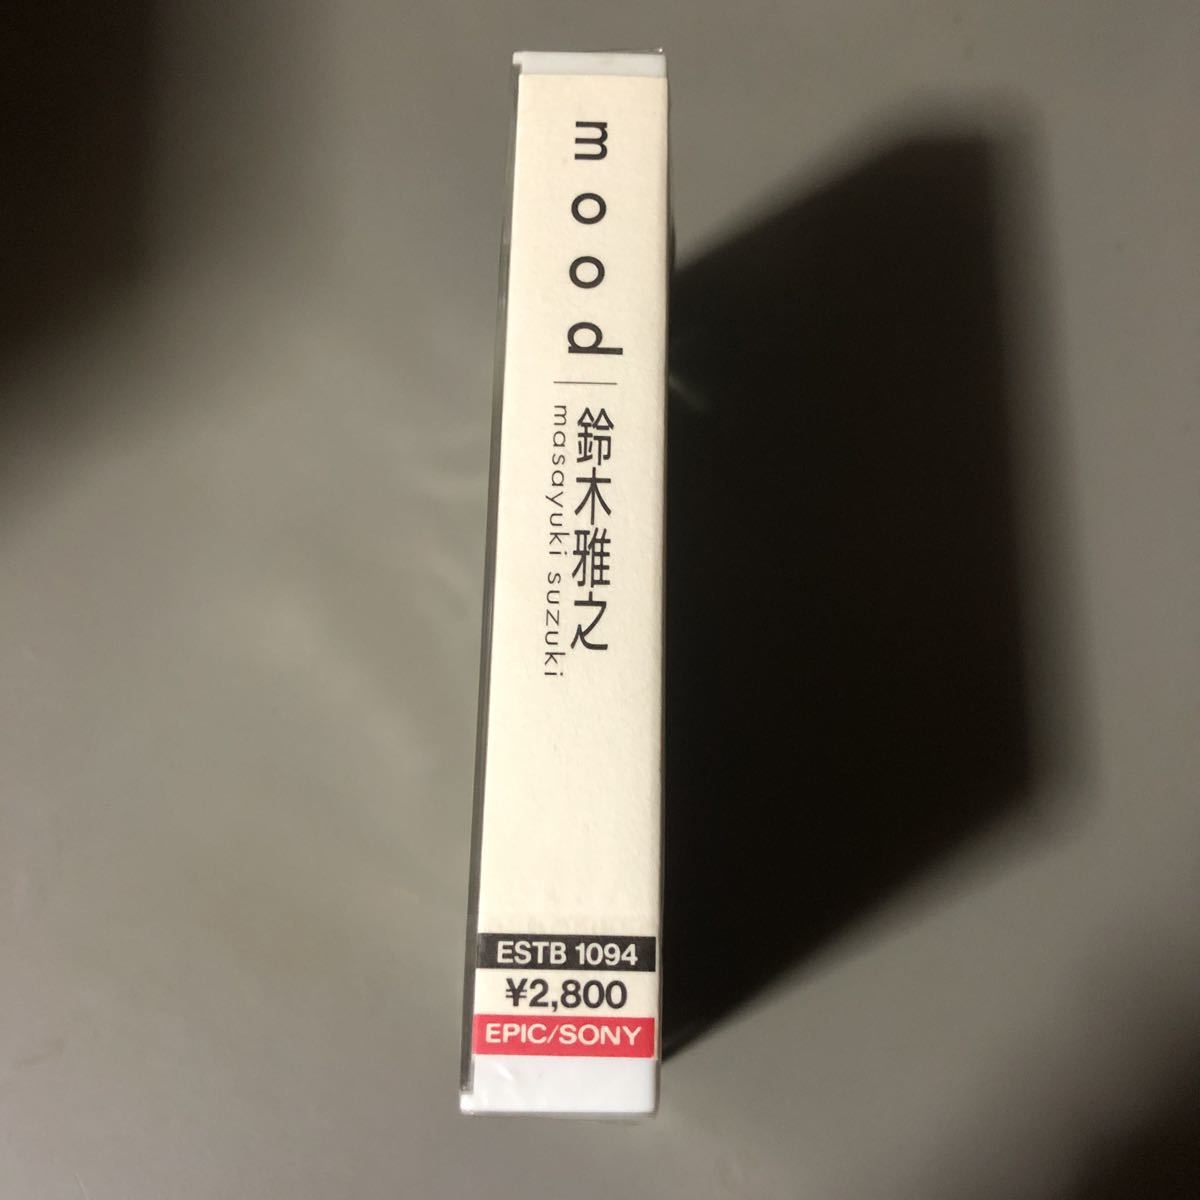 mood
鈴木雅之
masayuki suzuki
ESTB 1094
¥2,800
EPIC/SONY